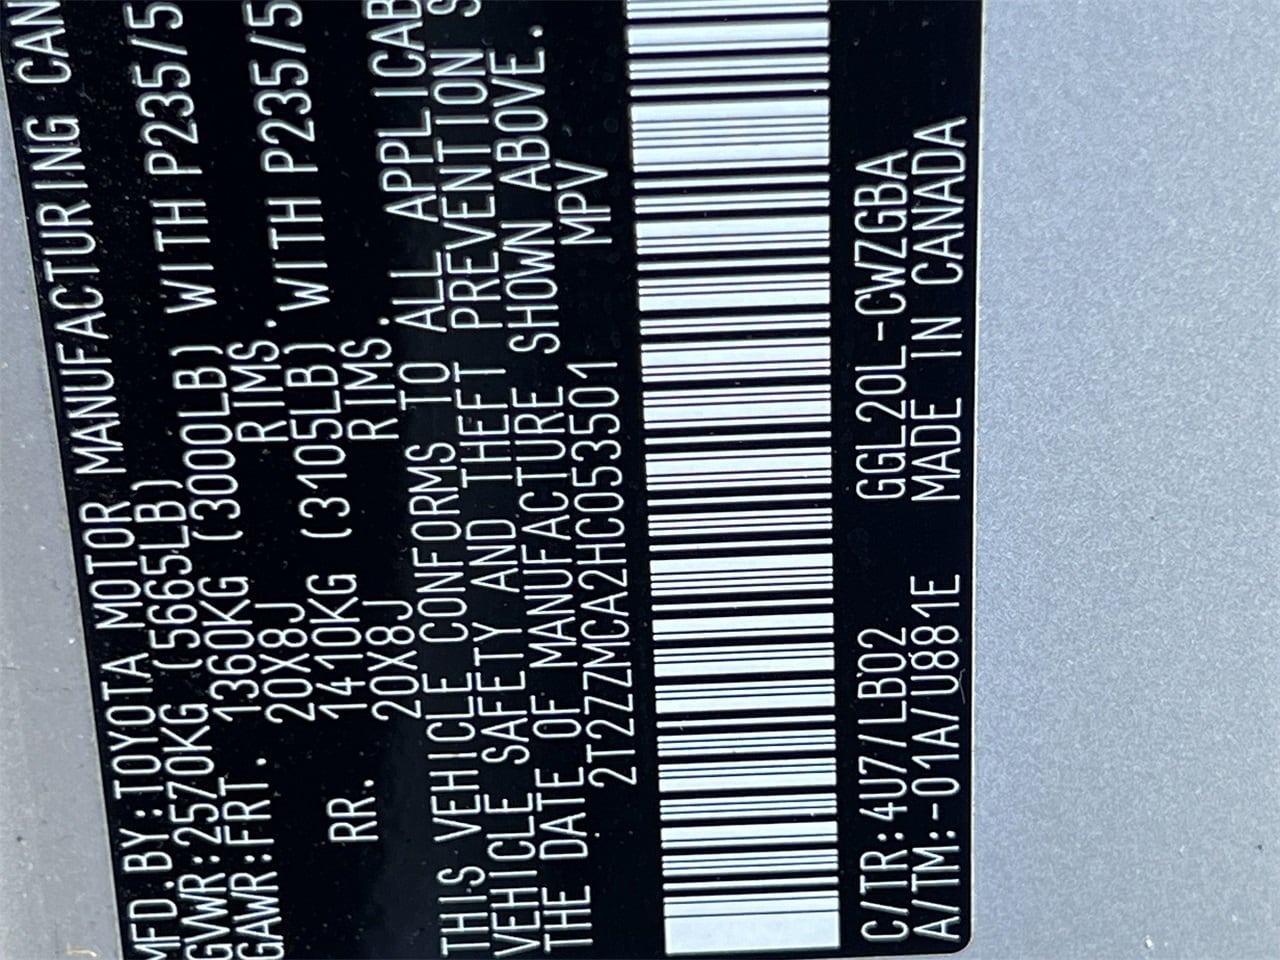 MFD.BY:TOYOTA MOTOR MANUFACTURING CAN
GVWR:2570KG(5665LB)
GAWR:FRT. 1360KG (3000LB) WITH P235/5
20X8J RIMS.
RR. 1410KG (3105LB) WITH P235/5
20X8J RIMS.
THIS VEHICLE CONFORMS TO ALL APPLICAB
VEHICLE SAFETY AND THEFT PREVENTION S
THE DATE OF MANUFACTURE SHOWN ABOVE.
2T2ZZMCA2HC053501 MPV
C/TR:4U7/LB02 GGL20L-CWZGBA
A/TM:-01A/U881E MADE IN CANADA